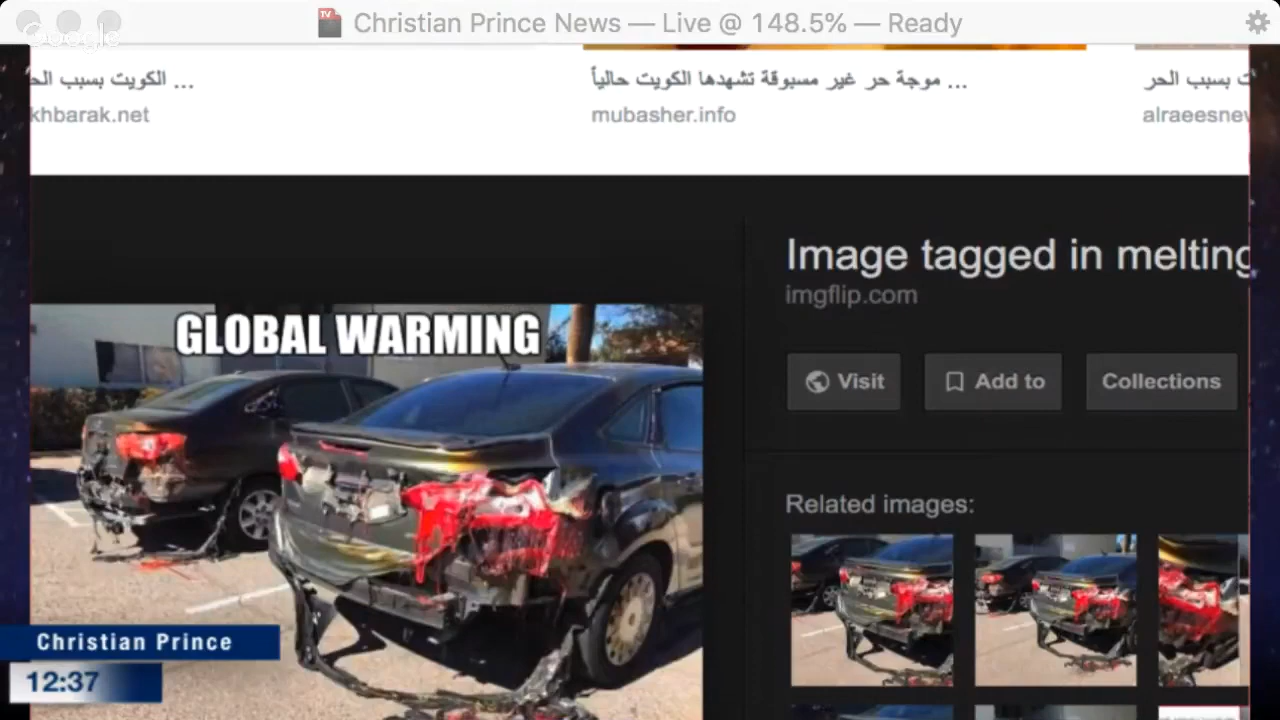 Christian Prince News — Live @ 148.5% — Ready
Google
... الكويت بسبب الح
khbarak.net
... موجة حر غير مسبوقة تشهدها الكويت حالياً
mubasher.info
ت بسبب الحر
alraeesnew
Image tagged in melting
imgflip.com
GLOBAL WARMING
Visit
Add to
Collections
Related images:
Christian Prince
12:37